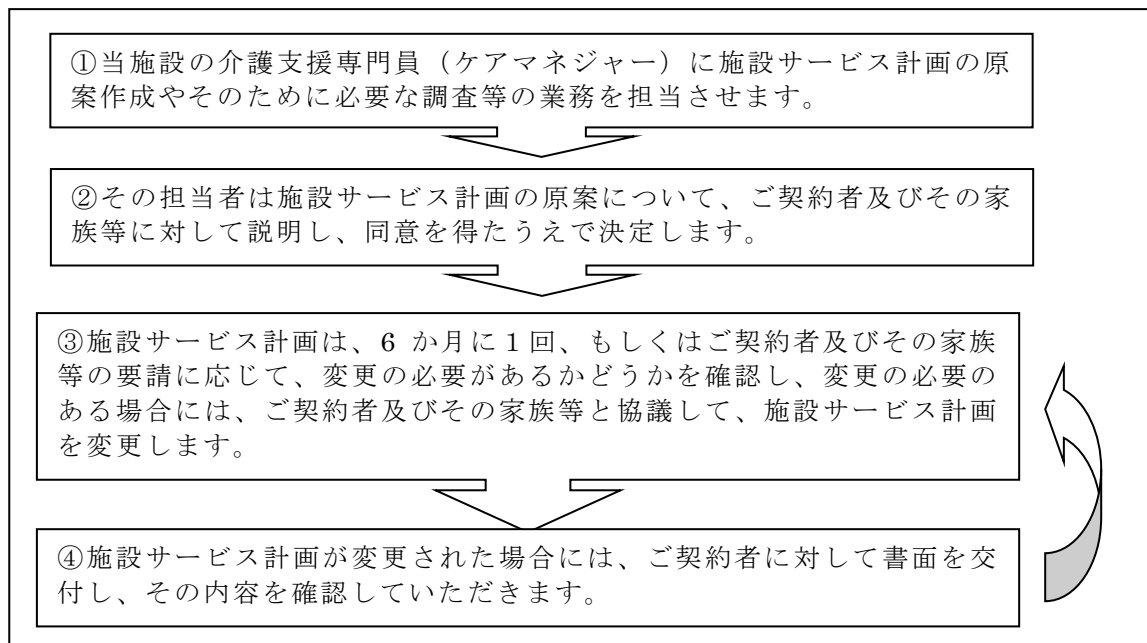 ①当施設の介護支援専門員（ケアマネジャー）に施設サービス計画の原
案作成やそのために必要な調査等の業務を担当させます。
②その担当者は施設サービス計画の原案について、ご契約者及びその家
族等に対して説明し、同意を得たうえで決定します。
③施設サービス計画は、6 か月に１回、もしくはご契約者及びその家族
等の要請に応じて、変更の必要があるかどうかを確認し、変更の必要の
ある場合には、ご契約者及びその家族等と協議して、施設サービス計画
を変更します。
④施設サービス計画が変更された場合には、ご契約者に対して書面を交
付し、その内容を確認していただきます。